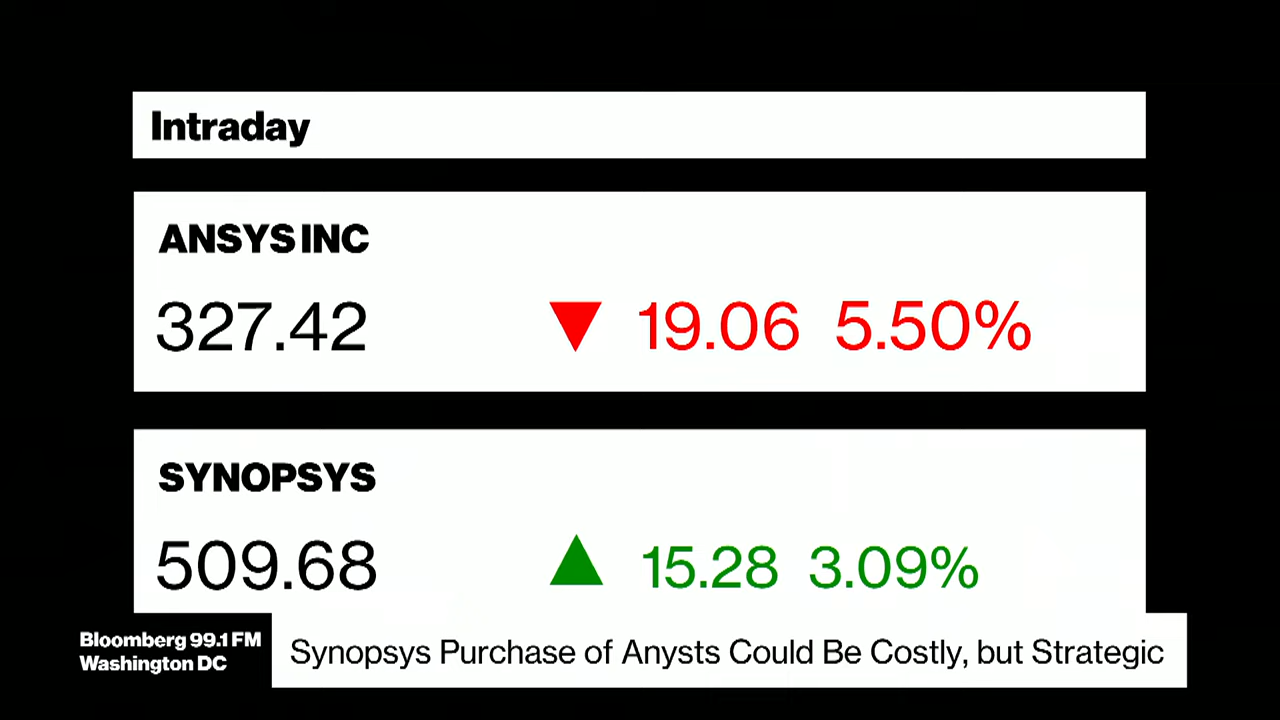 Intraday
ANSYS INC
327.42 ▼ 19.06 5.50%
SYNOPSYS
509.68 ▲ 15.28 3.09%
Bloomberg 99.1 FM
Washington DC
Synopsys Purchase of Anysts Could Be Costly, but Strategic